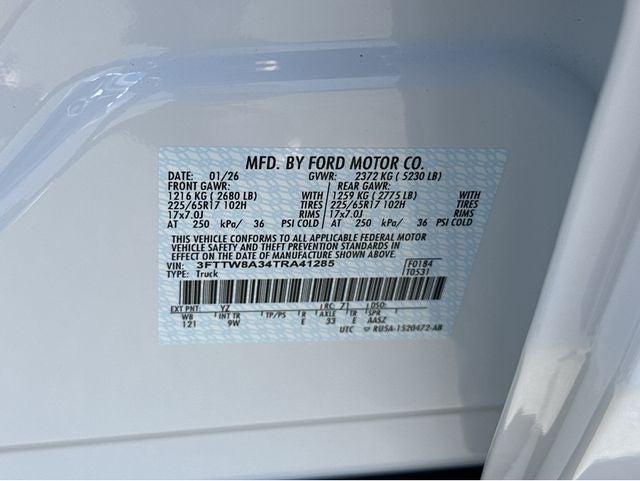 MFD. BY FORD MOTOR CO.
DATE: 01/26 GVWR: 2372 KG ( 5230 LB)
FRONT GAWR: REAR GAWR:
1216 KG ( 2680 LB) WITH 1259 KG ( 2775 LB) WITH
225/65R17 102H TIRES 225/65R17 102H TIRES
17x7.0J RIMS 17x7.0J RIMS
AT 250 kPa/ 36 PSI COLD AT 250 kPa/ 36 PSI COLD
THIS VEHICLE CONFORMS TO ALL APPLICABLE FEDERAL MOTOR
VEHICLE SAFETY AND THEFT PREVENTION STANDARDS IN
EFFECT ON THE DATE OF MANUFACTURE SHOWN ABOVE.
VIN: 3FTTW8A34TRA41285 F0184
TYPE: Truck T0531
EXT PNT: YZ RC: 71 DSO:
WB INT TR TP/PS R AXLE TR SPR
121 9W E 33 E AASZ
UTC RU5A-1520472-AB